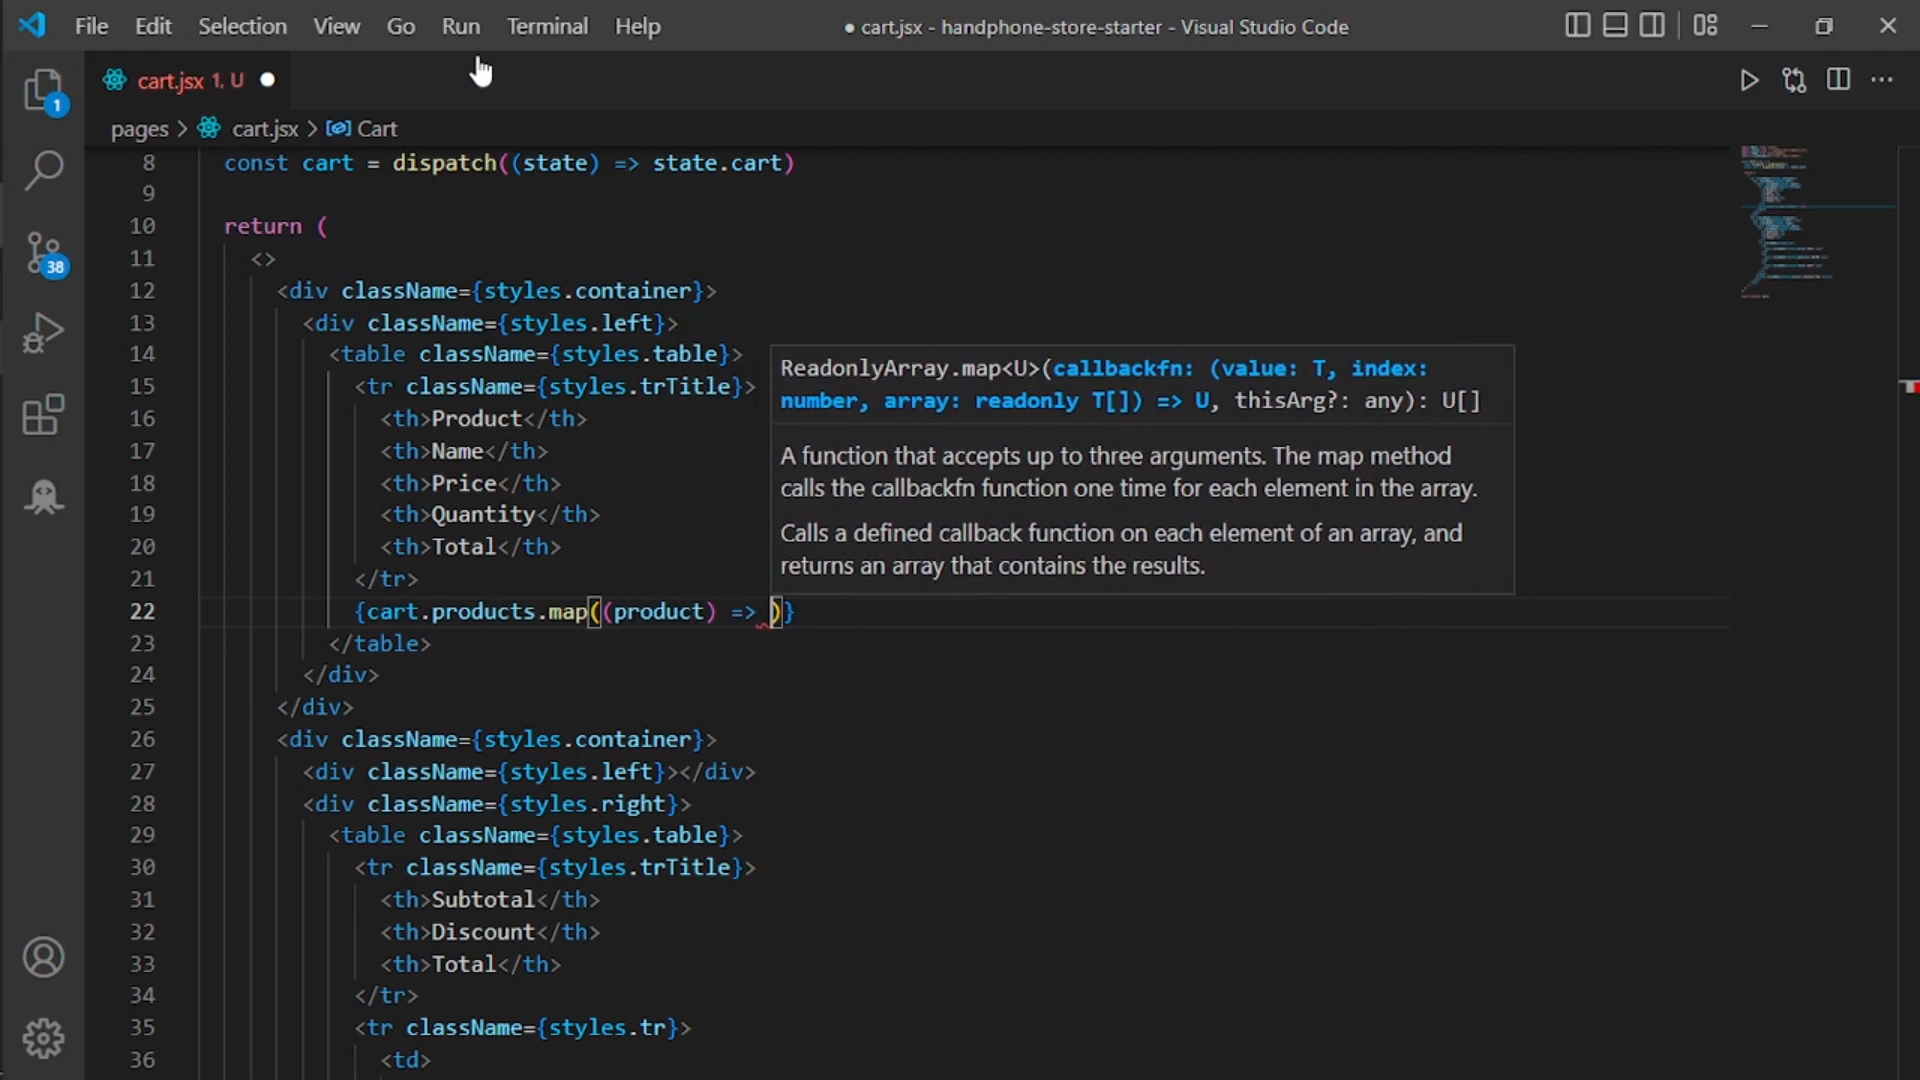 File Edit Selection View Go Run Terminal Help ● cart.jsx - handphone-store-starter - Visual Studio Code
cart.jsx 1, U
pages > cart.jsx > Cart
1
38
8 const cart = dispatch((state) => state.cart)
9
10 return (
11 <>
12 <div className={styles.container}>
13 <div className={styles.left}>
14 <table className={styles.table}>
15 <tr className={styles.trTitle}>
16 <th>Product</th>
17 <th>Name</th>
18 <th>Price</th>
19 <th>Quantity</th>
20 <th>Total</th>
21 </tr>
22 {cart.products.map((product) => )}
23 </table>
24 </div>
25 </div>
26 <div className={styles.container}>
27 <div className={styles.left}></div>
28 <div className={styles.right}>
29 <table className={styles.table}>
30 <tr className={styles.trTitle}>
31 <th>Subtotal</th>
32 <th>Discount</th>
33 <th>Total</th>
34 </tr>
35 <tr className={styles.tr}>
36 <td>
ReadonlyArray.map<U>(callbackfn: (value: T, index:
number, array: readonly T[]) => U, thisArg?: any): U[]
A function that accepts up to three arguments. The map method
calls the callbackfn function one time for each element in the array.
Calls a defined callback function on each element of an array, and
returns an array that contains the results.